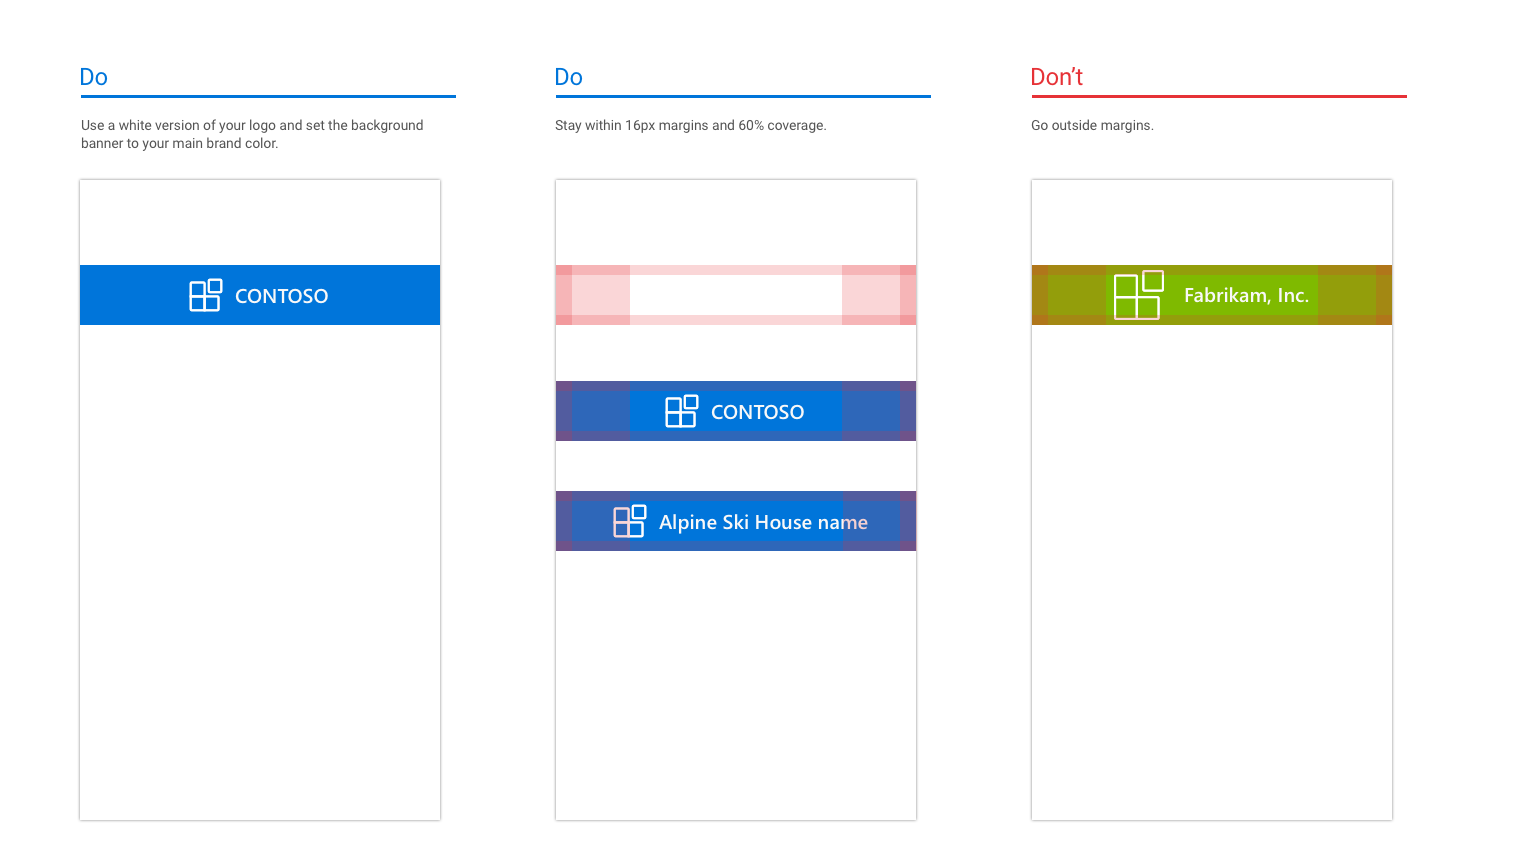 Do
Use a white version of your logo and set the background
banner to your main brand color.
CONTOSO
Do
Stay within 16px margins and 60% coverage.
CONTOSO
Alpine Ski House name
Don't
Go outside margins.
Fabrikam, Inc.